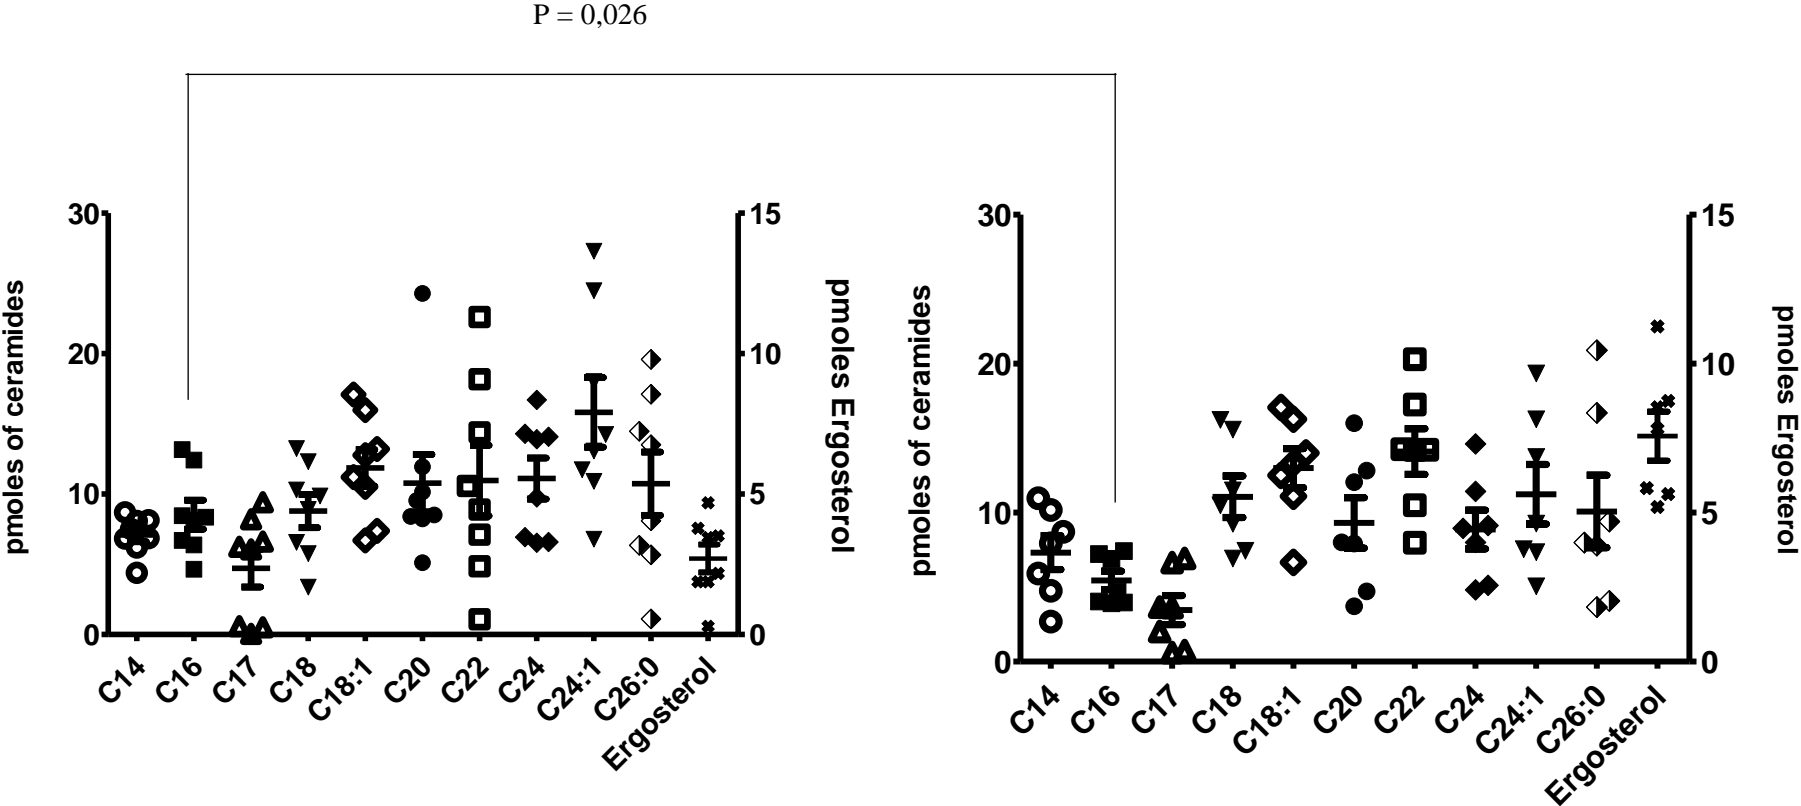 P = 0,026
pmoles of ceramides
30
20
10
0
C14
C16
C17
C18
C18:1
C20
C22
C24
C24:1
C26:0
Ergosterol
15
10
5
0
pmoles Ergosterol
pmoles of ceramides
30
20
10
0
C14
C16
C17
C18
C18:1
C20
C22
C24
C24:1
C26:0
Ergosterol
15
10
5
0
pmoles Ergosterol